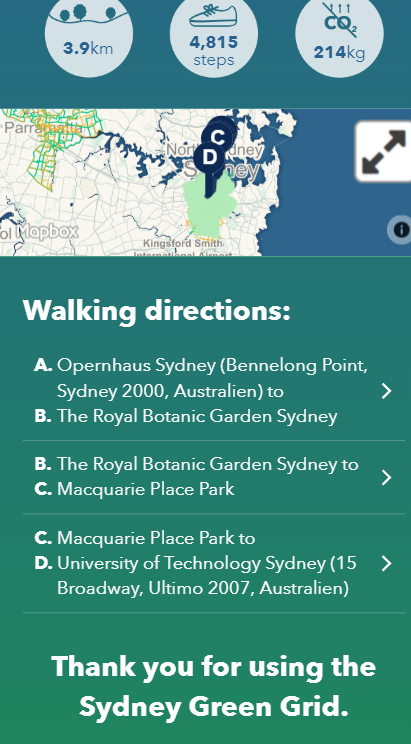 3.9km
4,815
steps
CO₂
214kg
Parramatta
North Sydney
Sydney
C
D
Mapbox
Kingsford Smith
International Airport
Walking directions:
A. Opernhaus Sydney (Bennelong Point,
Sydney 2000, Australien) to
B. The Royal Botanic Garden Sydney
B. The Royal Botanic Garden Sydney to
C. Macquarie Place Park
C. Macquarie Place Park to
D. University of Technology Sydney (15
Broadway, Ultimo 2007, Australien)
Thank you for using the
Sydney Green Grid.